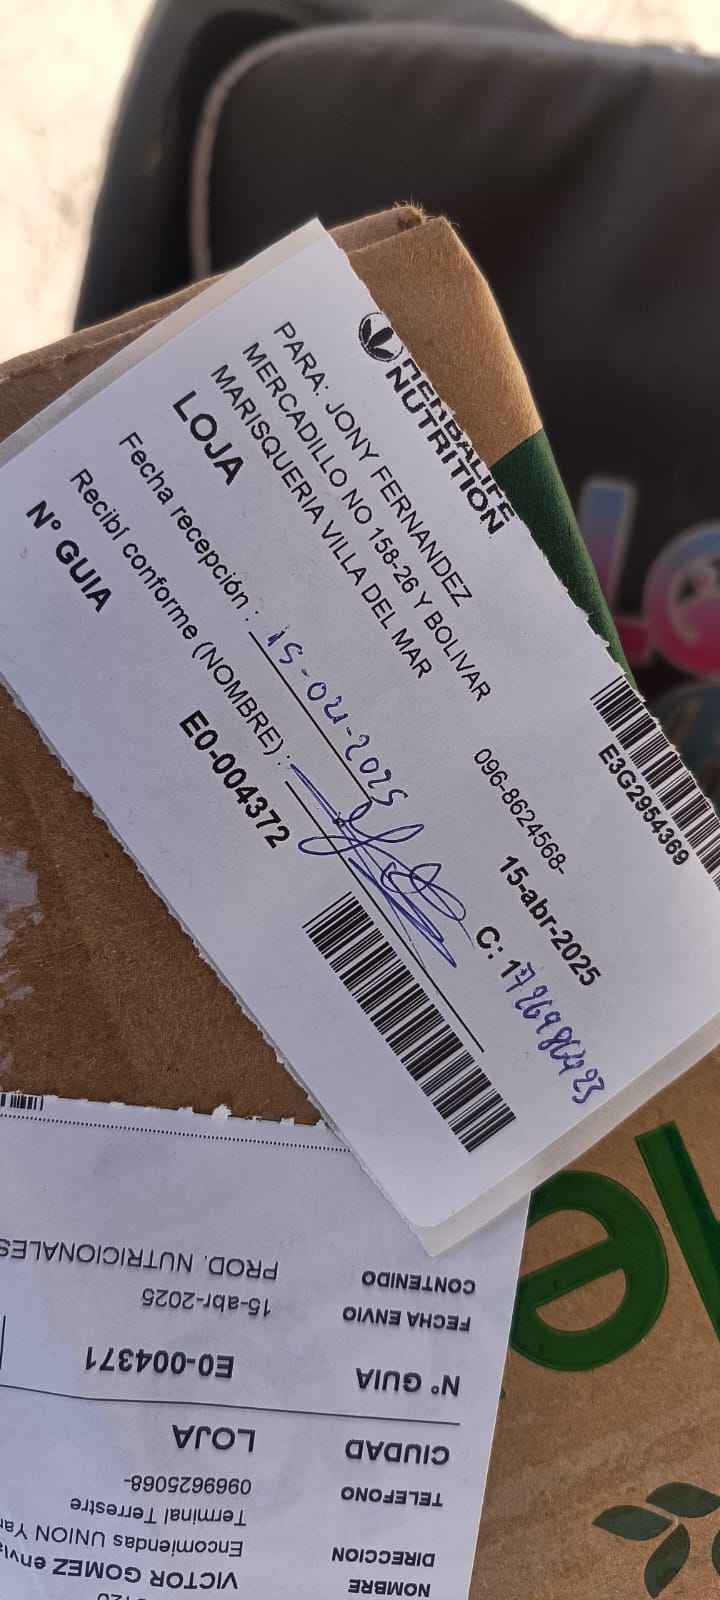 HERBALIFE
NUTRITION
E3G2954369
PARA: JONY FERNANDEZ
MERCADILLO NO 158-26 Y BOLIVAR
MARISQUERIA VILLA DEL MAR
096-8624568-
LOJA
15-abr-2025
Fecha recepción : 15-04-2025
Recibí conforme (NOMBRE) :
C:
Nº GUIA
E0-004372
NOMBRE
VICTOR GOMEZ
DIRECCION
Encomiendas UNION
Terminal Terrestre
TELEFONO 0969625068-
CIUDAD LOJA
Nº GUIA E0-004371
FECHA ENVIO 15-abr-2025
CONTENIDO PROD. NUTRICIONALES